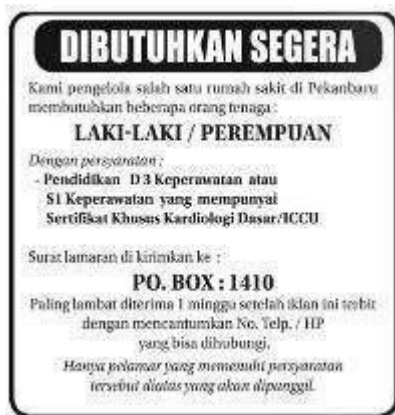 DIBUTUHKAN SEGERA
Kami pengelola salah satu rumah sakit di Pekanbaru
membutuhkan beberapa orang tenaga :
LAKI-LAKI / PEREMPUAN
Dengan persyaratan :
- Pendidikan D 3 Keperawatan atau
S1 Keperawatan yang mempunyai
Sertifikat Khusus Kardiologi Dasar/ICCU
Surat lamaran di kirimkan ke :
PO. BOX : 1410
Paling lambat diterima 1 minggu setelah iklan ini terbit
dengan mencantumkan No. Telp. / HP
yang bisa dihubungi.
Hanya pelamar yang memenuhi persyaratan
tersebut diatas yang akan dipanggil.